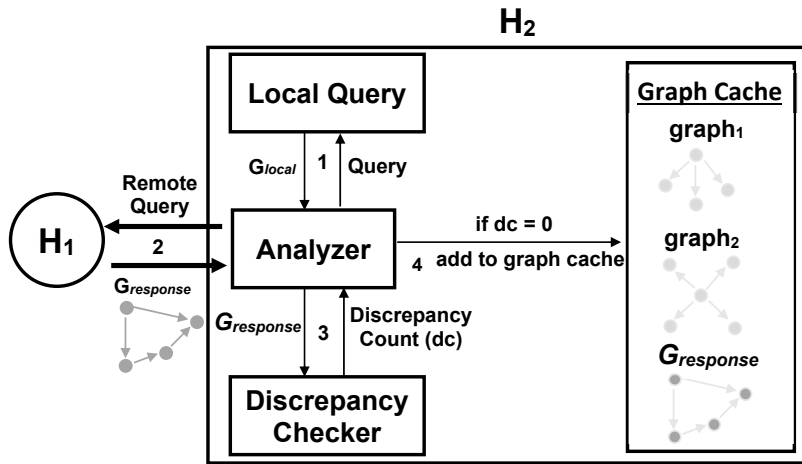 H₂
Local Query
Graph Cache
graph₁
G_local
1
Query
Remote
Query
H₁
2
Analyzer
if dc = 0
4
add to graph cache
graph₂
G_response
G_response
3
Discrepancy
Count (dc)
G_response
Discrepancy
Checker